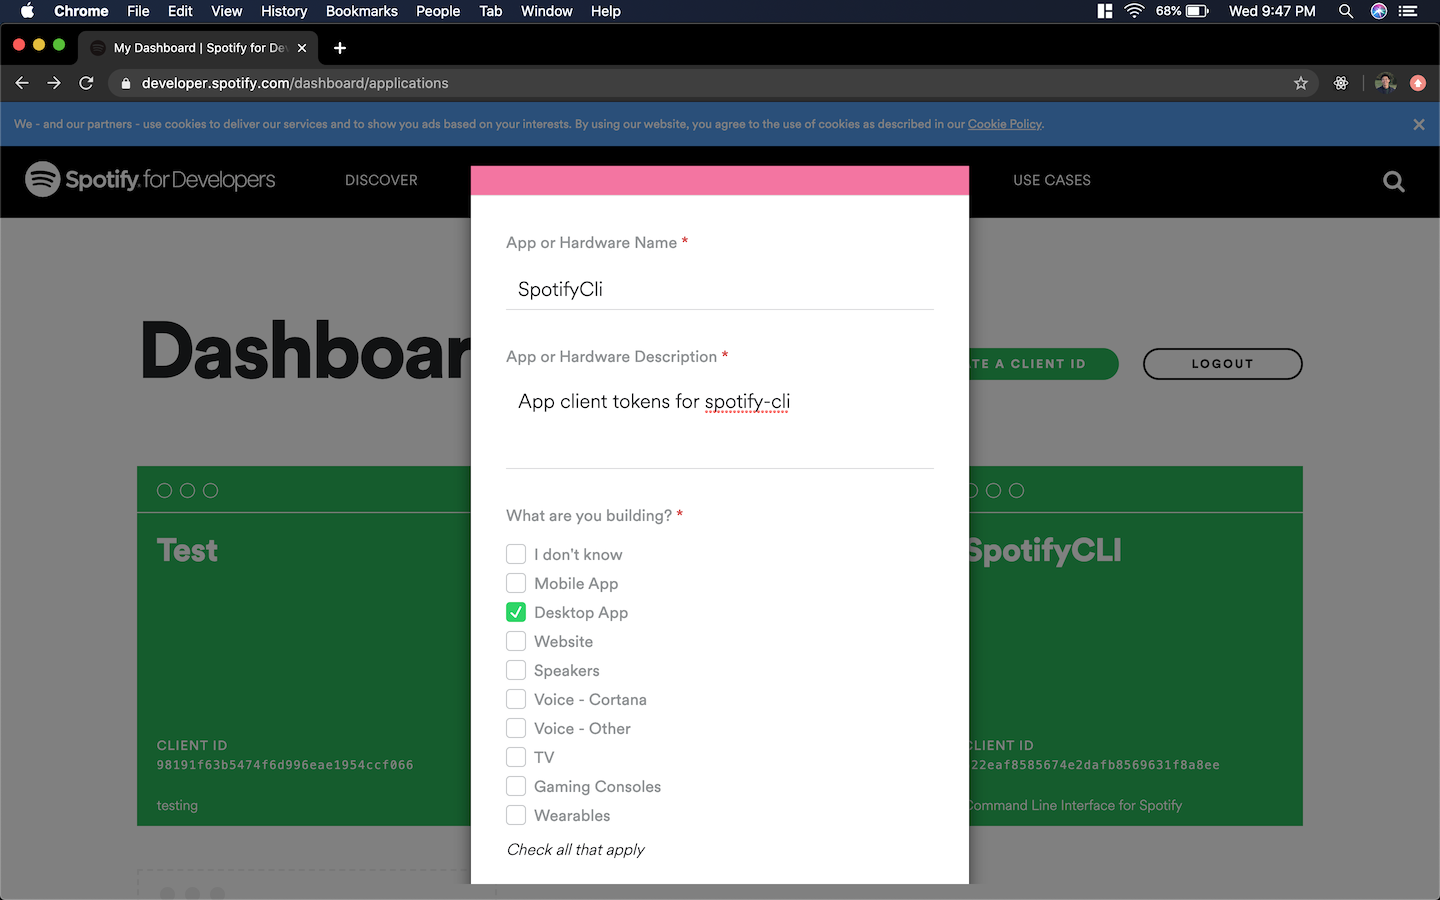 Chrome File Edit View History Bookmarks People Tab Window Help 68% Wed 9:47 PM
My Dashboard | Spotify for De
developer.spotify.com/dashboard/applications
We - and our partners - use cookies to deliver our services and to show you ads based on your interests. By using our website, you agree to the use of cookies as described in our Cookie Policy.
Spotify for Developers DISCOVER USE CASES
App or Hardware Name *
SpotifyCli
Dashboar
App or Hardware Description *
TE A CLIENT ID LOGOUT
App client tokens for spotify-cli
What are you building? *
Test
SpotifyCLI
I don't know
Mobile App
Desktop App
Website
Speakers
Voice - Cortana
Voice - Other
TV
Gaming Consoles
Wearables
Check all that apply
CLIENT ID
98191f63b5474f6d996eae1954ccf066
testing
CLIENT ID
22eaf8585674e2dafb8569631f8a8ee
Command Line Interface for Spotify